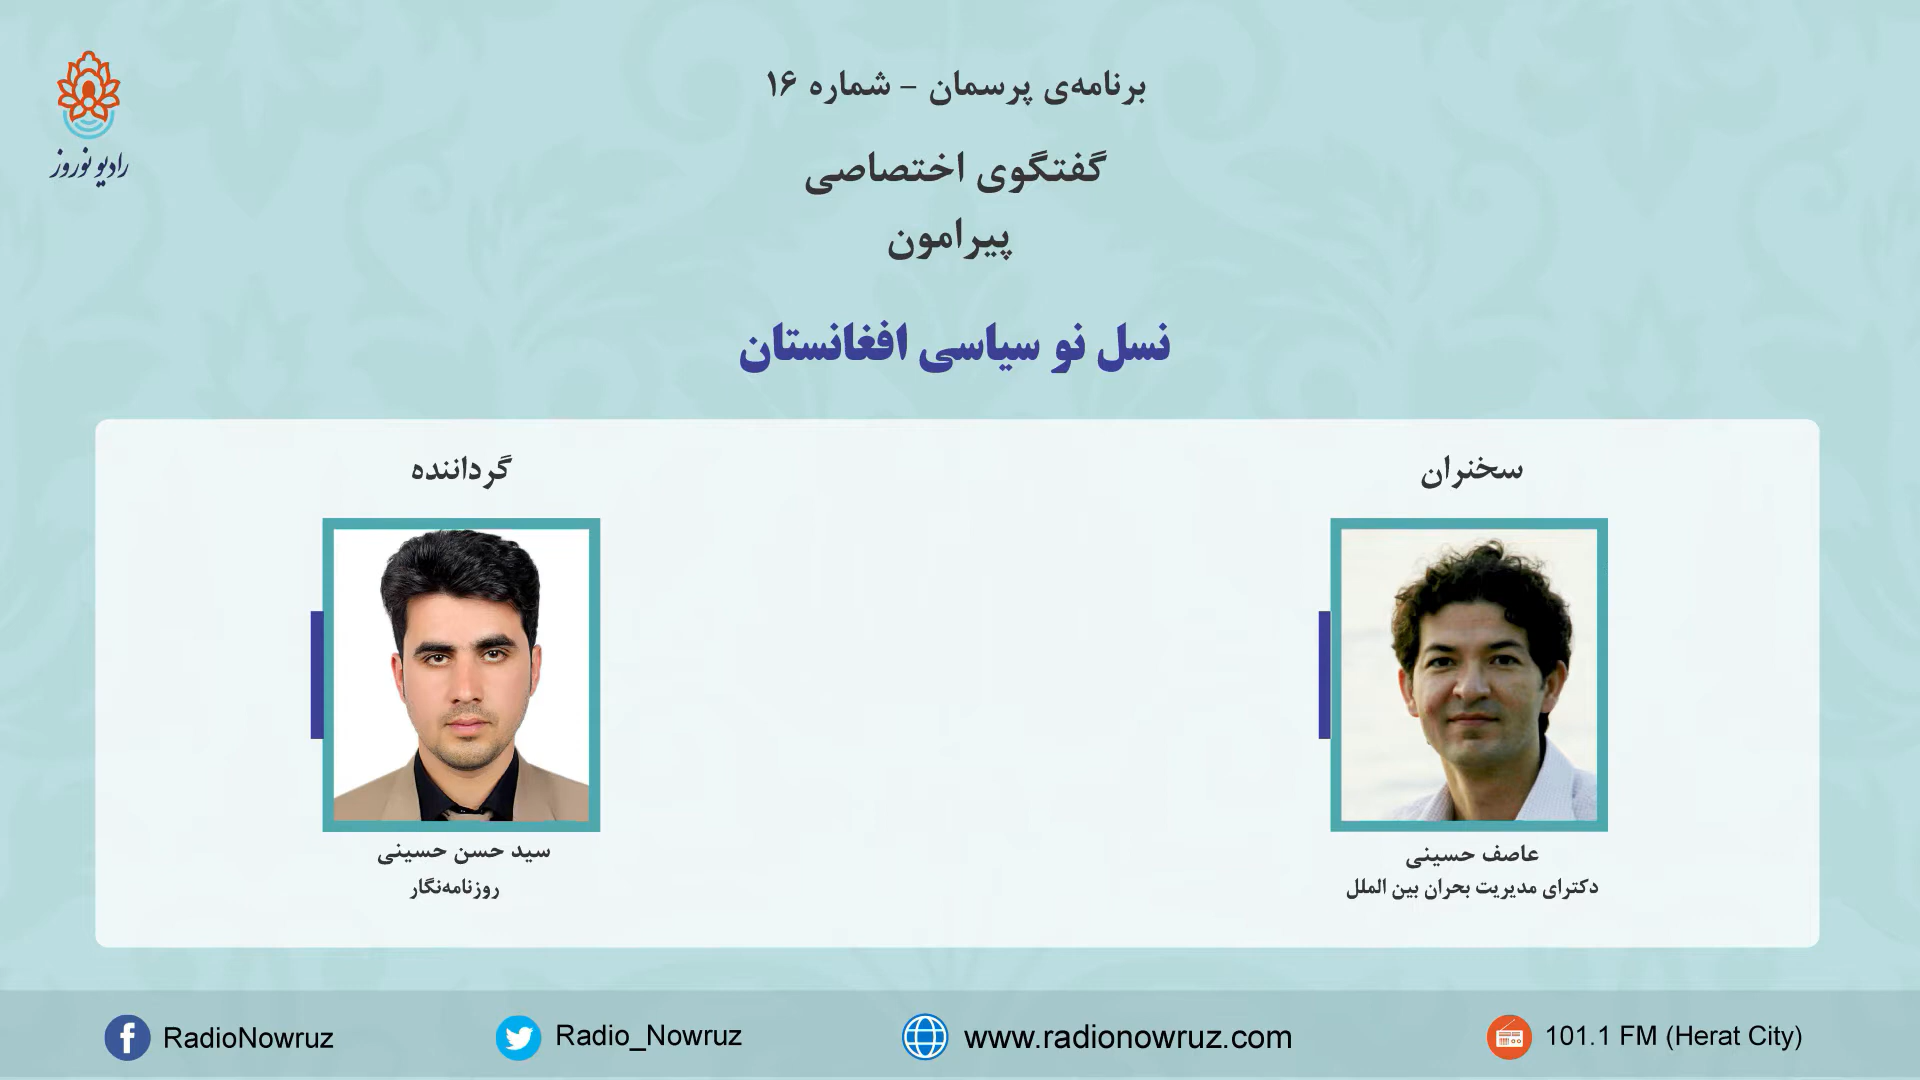 رادیو نوروز
برنامه‌ی پرسمان - شماره ۱۶
گفتگوی اختصاصی
پیرامون
نسل نو سیاسی افغانستان
سخنران
عاصف حسینی
دکترای مدیریت بحران بین الملل
گرداننده
سید حسن حسینی
روزنامه‌نگار
RadioNowruz
Radio_Nowruz
www.radionowruz.com
101.1 FM (Herat City)